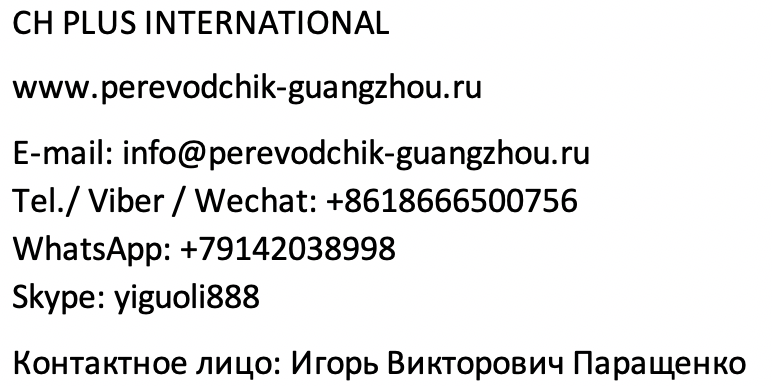 CH PLUS INTERNATIONAL
www.perevodchik-guangzhou.ru
E-mail: info@perevodchik-guangzhou.ru
Tel./ Viber / Wechat: +8618666500756
WhatsApp: +79142038998
Skype: yiguoli888
Контактное лицо: Игорь Викторович Паращенко